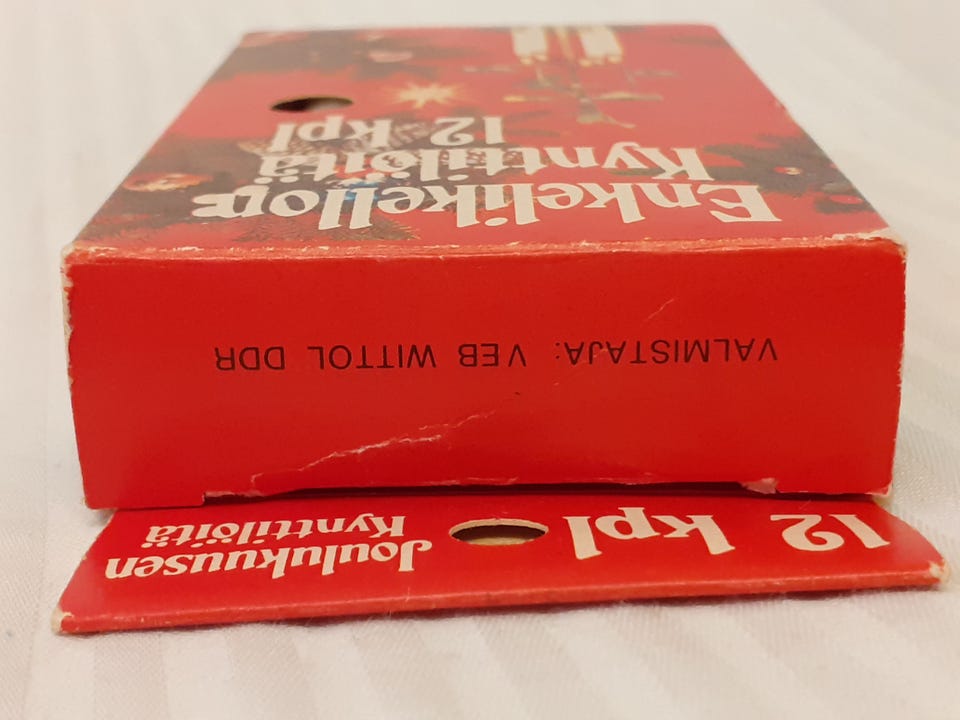 12 kpl
Joulukuusen
Kynttilöitä
VALMISTAJA: VEB WITTOL DDR
Enkelikellon
Kynttilöitä
12 kpl